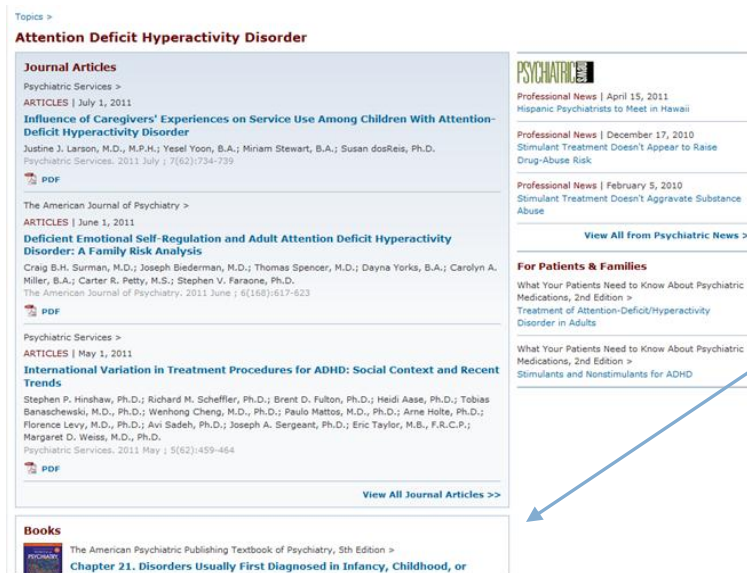 Topics >
Attention Deficit Hyperactivity Disorder
Journal Articles
Psychiatric Services >
ARTICLES | July 1, 2011
Influence of Caregivers' Experiences on Service Use Among Children With Attention-
Deficit Hyperactivity Disorder
Justine J. Larson, M.D., M.P.H.; Yesel Yoon, B.A.; Miriam Stewart, B.A.; Susan dosReis, Ph.D.
Psychiatric Services. 2011 July ; 7(62):734-739
PDF
The American Journal of Psychiatry >
ARTICLES | June 1, 2011
Deficient Emotional Self-Regulation and Adult Attention Deficit Hyperactivity
Disorder: A Family Risk Analysis
Craig B.H. Surman, M.D.; Joseph Biederman, M.D.; Thomas Spencer, M.D.; Dayna Yorks, B.A.; Carolyn A.
Miller, B.A.; Carter R. Petty, M.S.; Stephen V. Faraone, Ph.D.
The American Journal of Psychiatry. 2011 June ; 6(168):617-623
PDF
Psychiatric Services >
ARTICLES | May 1, 2011
International Variation in Treatment Procedures for ADHD: Social Context and Recent
Trends
Stephen P. Hinshaw, Ph.D.; Richard M. Scheffler, Ph.D.; Brent D. Fulton, Ph.D.; Heidi Aase, Ph.D.; Tobias
Banaschewski, M.D., Ph.D.; Wenhong Cheng, M.D., Ph.D.; Paulo Mattos, M.D., Ph.D.; Arne Holte, Ph.D.;
Florence Levy, M.D., Ph.D.; Avi Sadeh, Ph.D.; Joseph A. Sergeant, Ph.D.; Eric Taylor, M.B., F.R.C.P.;
Margaret D. Weiss, M.D., Ph.D.
Psychiatric Services. 2011 May ; 5(62):459-464
PDF
View All Journal Articles >>
Books
The American Psychiatric Publishing Textbook of Psychiatry, 5th Edition >
Chapter 21. Disorders Usually First Diagnosed in Infancy, Childhood, or
PSYCHIATRIC NEWS
Professional News | April 15, 2011
Hispanic Psychiatrists to Meet in Hawaii
Professional News | December 17, 2010
Stimulant Treatment Doesn't Appear to Raise
Drug-Abuse Risk
Professional News | February 5, 2010
Stimulant Treatment Doesn't Aggravate Substance
Abuse
View All from Psychiatric News >
For Patients & Families
What Your Patients Need to Know About Psychiatric
Medications, 2nd Edition >
Treatment of Attention-Deficit/Hyperactivity
Disorder in Adults
What Your Patients Need to Know About Psychiatric
Medications, 2nd Edition >
Stimulants and Nonstimulants for ADHD